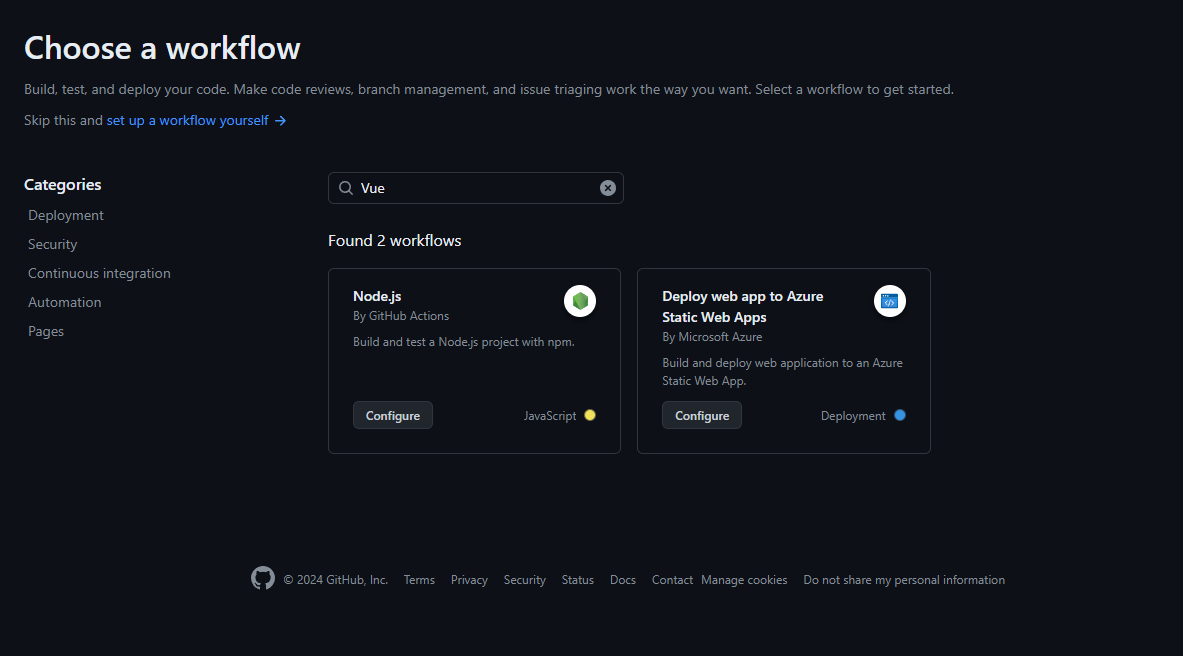 Choose a workflow
Build, test, and deploy your code. Make code reviews, branch management, and issue triaging work the way you want. Select a workflow to get started.
Skip this and set up a workflow yourself →
Categories
Deployment
Security
Continuous integration
Automation
Pages
Vue
Found 2 workflows
Node.js
By GitHub Actions
Build and test a Node.js project with npm.
Configure
JavaScript
Deploy web app to Azure
Static Web Apps
By Microsoft Azure
Build and deploy web application to an Azure
Static Web App.
Configure
Deployment
© 2024 GitHub, Inc. Terms Privacy Security Status Docs Contact Manage cookies Do not share my personal information